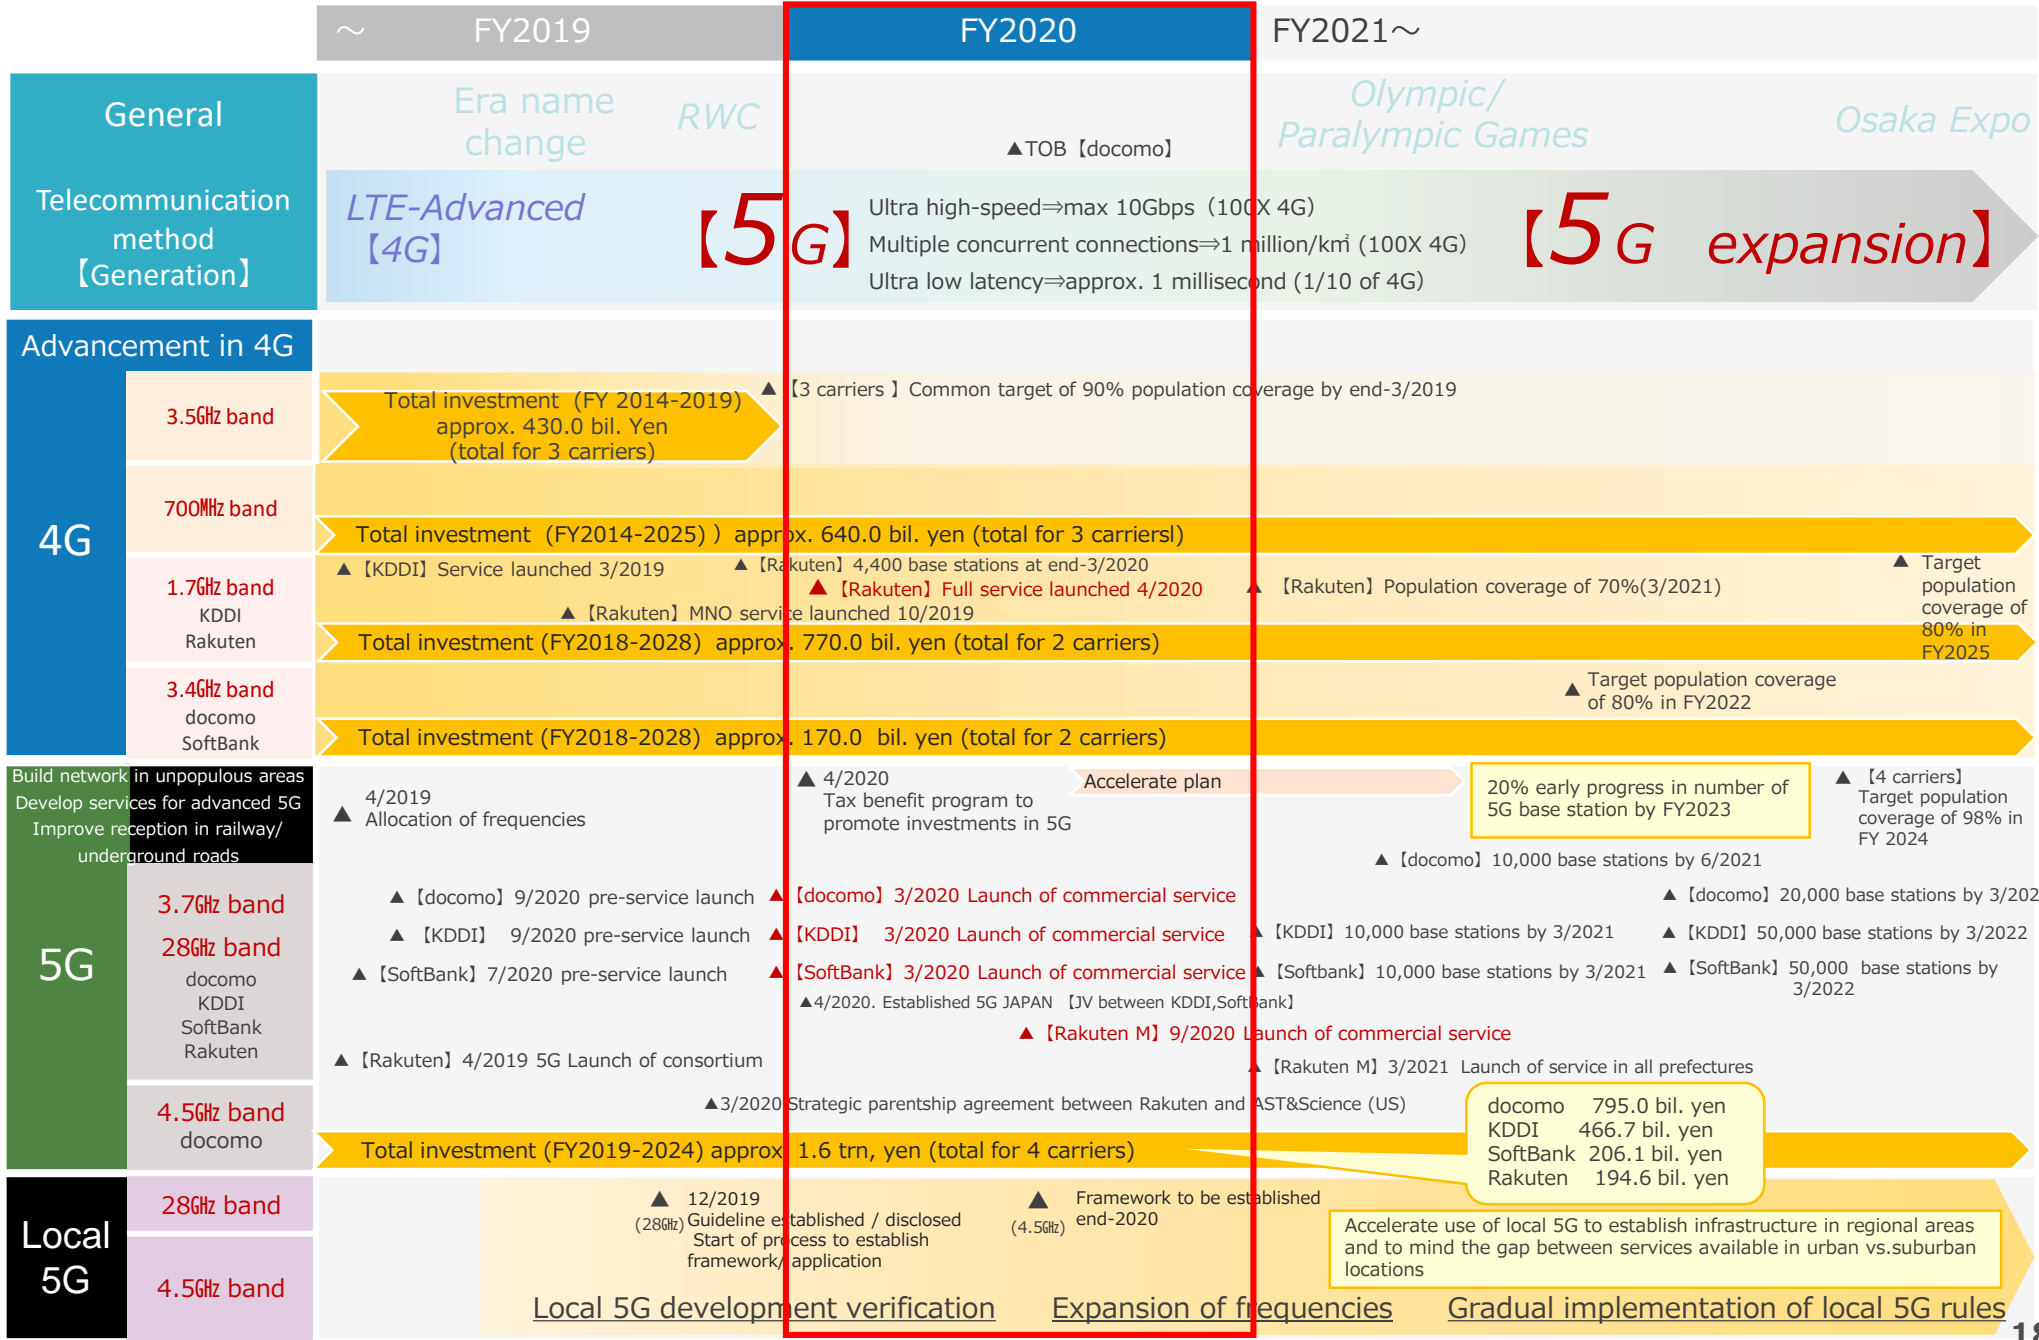 ～ FY2019 FY2020 FY2021～
General
Era name
change
RWC
▲TOB【docomo】
Olympic/
Paralympic Games
Osaka Expo
Telecommunication
method
【Generation】
LTE-Advanced
【4G】
【5G】
Ultra high-speed⇒max 10Gbps（100X 4G）
Multiple concurrent connections⇒1 million/k㎡ (100X 4G)
Ultra low latency⇒approx. 1 millisecond (1/10 of 4G)
【5G expansion】
Advancement in 4G
4G
3.5GHz band
Total investment (FY 2014-2019)
approx. 430.0 bil. Yen
(total for 3 carriers)
▲【3 carriers】Common target of 90% population coverage by end-3/2019
700MHz band
Total investment (FY2014-2025) ）approx. 640.0 bil. yen (total for 3 carriersl)
1.7GHz band
KDDI
Rakuten
▲【KDDI】Service launched 3/2019
▲【Rakuten】4,400 base stations at end-3/2020
▲【Rakuten】Full service launched 4/2020
▲【Rakuten】MNO service launched 10/2019
▲【Rakuten】Population coverage of 70%(3/2021)
▲ Target
population
coverage of
80% in
FY2025
Total investment (FY2018-2028) approx. 770.0 bil. yen (total for 2 carriers)
3.4GHz band
docomo
SoftBank
▲ Target population coverage
of 80% in FY2022
Total investment (FY2018-2028) approx. 170.0 bil. yen (total for 2 carriers)
Build network in unpopulous areas
Develop services for advanced 5G
Improve reception in railway/
underground roads
▲ 4/2019
Allocation of frequencies
▲ 4/2020
Tax benefit program to
promote investments in 5G
Accelerate plan
20% early progress in number of
5G base station by FY2023
▲【4 carriers】
Target population
coverage of 98% in
FY 2024
5G
3.7GHz band
28GHz band
docomo
KDDI
SoftBank
Rakuten
▲【docomo】10,000 base stations by 6/2021
▲【docomo】9/2020 pre-service launch
▲【docomo】3/2020 Launch of commercial service
▲【docomo】20,000 base stations by 3/202
▲【KDDI】 9/2020 pre-service launch
▲【KDDI】 3/2020 Launch of commercial service
▲【KDDI】10,000 base stations by 3/2021
▲【KDDI】50,000 base stations by 3/2022
▲【SoftBank】7/2020 pre-service launch
▲【SoftBank】3/2020 Launch of commercial service
▲【Softbank】10,000 base stations by 3/2021
▲【SoftBank】50,000 base stations by
3/2022
▲4/2020. Established 5G JAPAN 【JV between KDDI,SoftBank】
▲【Rakuten M】9/2020 Launch of commercial service
▲【Rakuten】4/2019 5G Launch of consortium
▲【Rakuten M】3/2021 Launch of service in all prefectures
4.5GHz band
docomo
▲3/2020 Strategic parentship agreement between Rakuten and AST&Science (US)
Total investment (FY2019-2024) approx. 1.6 trn, yen (total for 4 carriers)
docomo 795.0 bil. yen
KDDI 466.7 bil. yen
SoftBank 206.1 bil. yen
Rakuten 194.6 bil. yen
Local
5G
28GHz band
4.5GHz band
▲ 12/2019
(28GHz) Guideline established / disclosed
Start of process to establish
framework/ application
▲ Framework to be established
(4.5GHz) end-2020
Accelerate use of local 5G to establish infrastructure in regional areas
and to mind the gap between services available in urban vs.suburban
locations
Local 5G development verification
Expansion of frequencies
Gradual implementation of local 5G rules